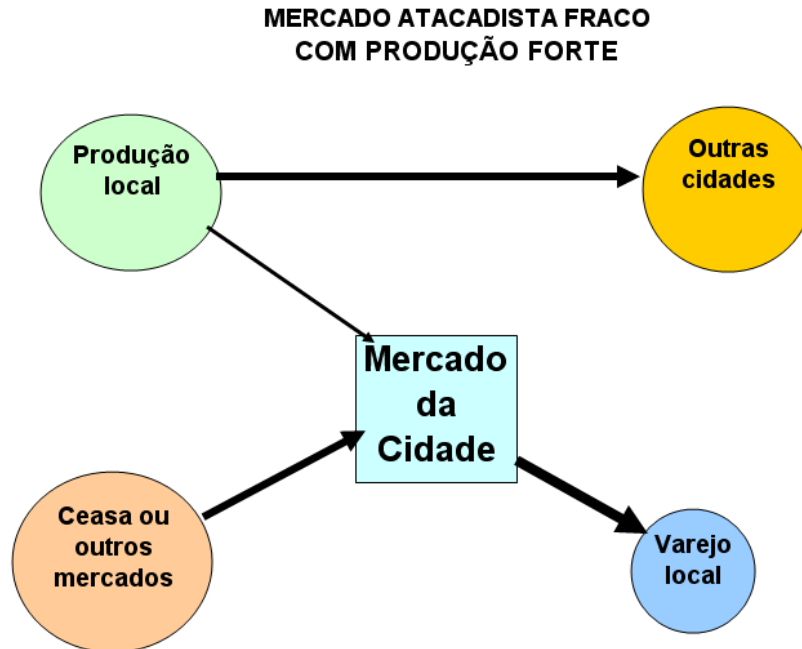 MERCADO ATACADISTA FRACO
COM PRODUÇÃO FORTE
Produção
local
Outras
cidades
Mercado
da
Cidade
Ceasa ou
outros
mercados
Varejo
local